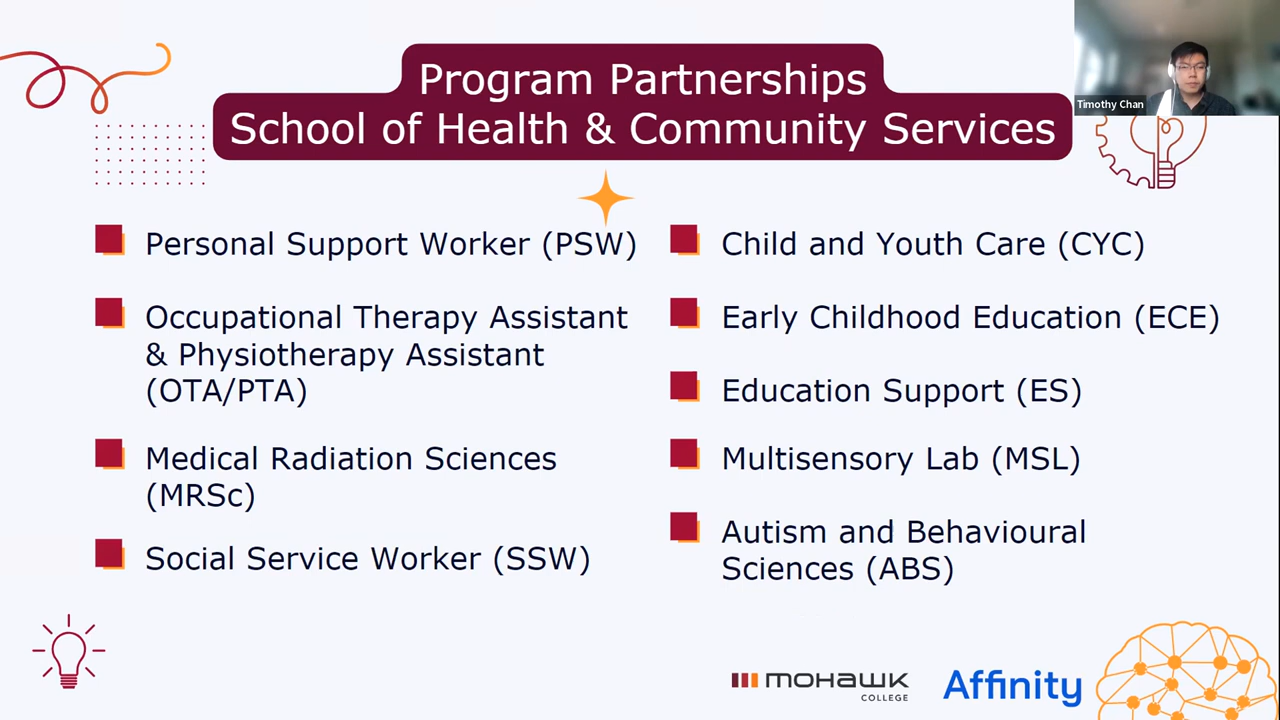 Program Partnerships
School of Health & Community Services
Timothy Chan
Personal Support Worker (PSW)
Occupational Therapy Assistant
& Physiotherapy Assistant
(OTA/PTA)
Medical Radiation Sciences
(MRSc)
Social Service Worker (SSW)
Child and Youth Care (CYC)
Early Childhood Education (ECE)
Education Support (ES)
Multisensory Lab (MSL)
Autism and Behavioural
Sciences (ABS)
mohawk
COLLEGE
Affinity